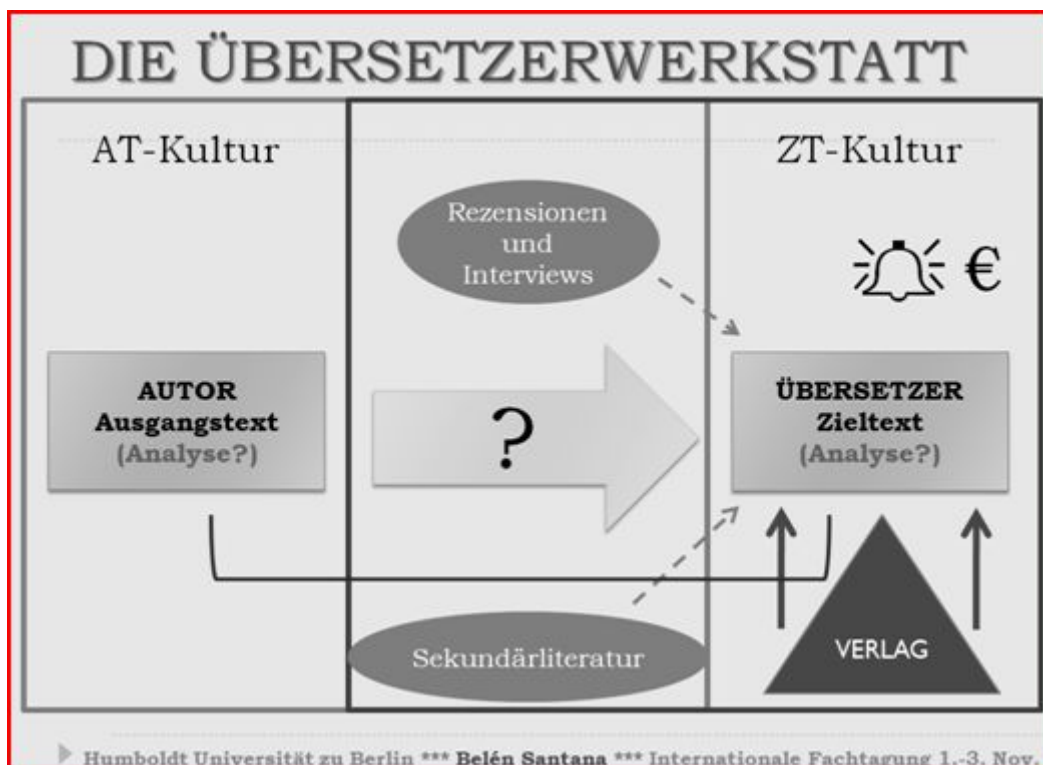 DIE ÜBERSETZERWERKSTATT
AT-Kultur
ZT-Kultur
Rezensionen
und
Interviews
€
AUTOR
Ausgangstext
(Analyse?)
?
ÜBERSETZER
Zieltext
(Analyse?)
Sekundärliteratur
VERLAG
Humboldt Universität zu Berlin *** Belén Santana *** Internationale Fachtagung 1.-3. Nov.